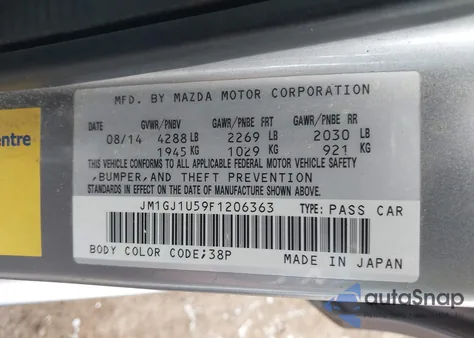 MFD. BY MAZDA MOTOR CORPORATION
DATE GVWR/PNBV GAWR/PNBE FRT GAWR/PNBE RR
08/14 4288 LB 2269 LB 2030 LB
1945 KG 1029 KG 921 KG
THIS VEHICLE CONFORMS TO ALL APPLICABLE FEDERAL MOTOR VEHICLE SAFETY
,BUMPER,AND THEFT PREVENTION
STANDARDS IN EFFECT ON THE DATE OF MANUFACTURE SHOWN ABOVE.
JM1GJ1U59F1206363 TYPE: PASS CAR
BODY COLOR CODE;38P MADE IN JAPAN
entre
autoSnap